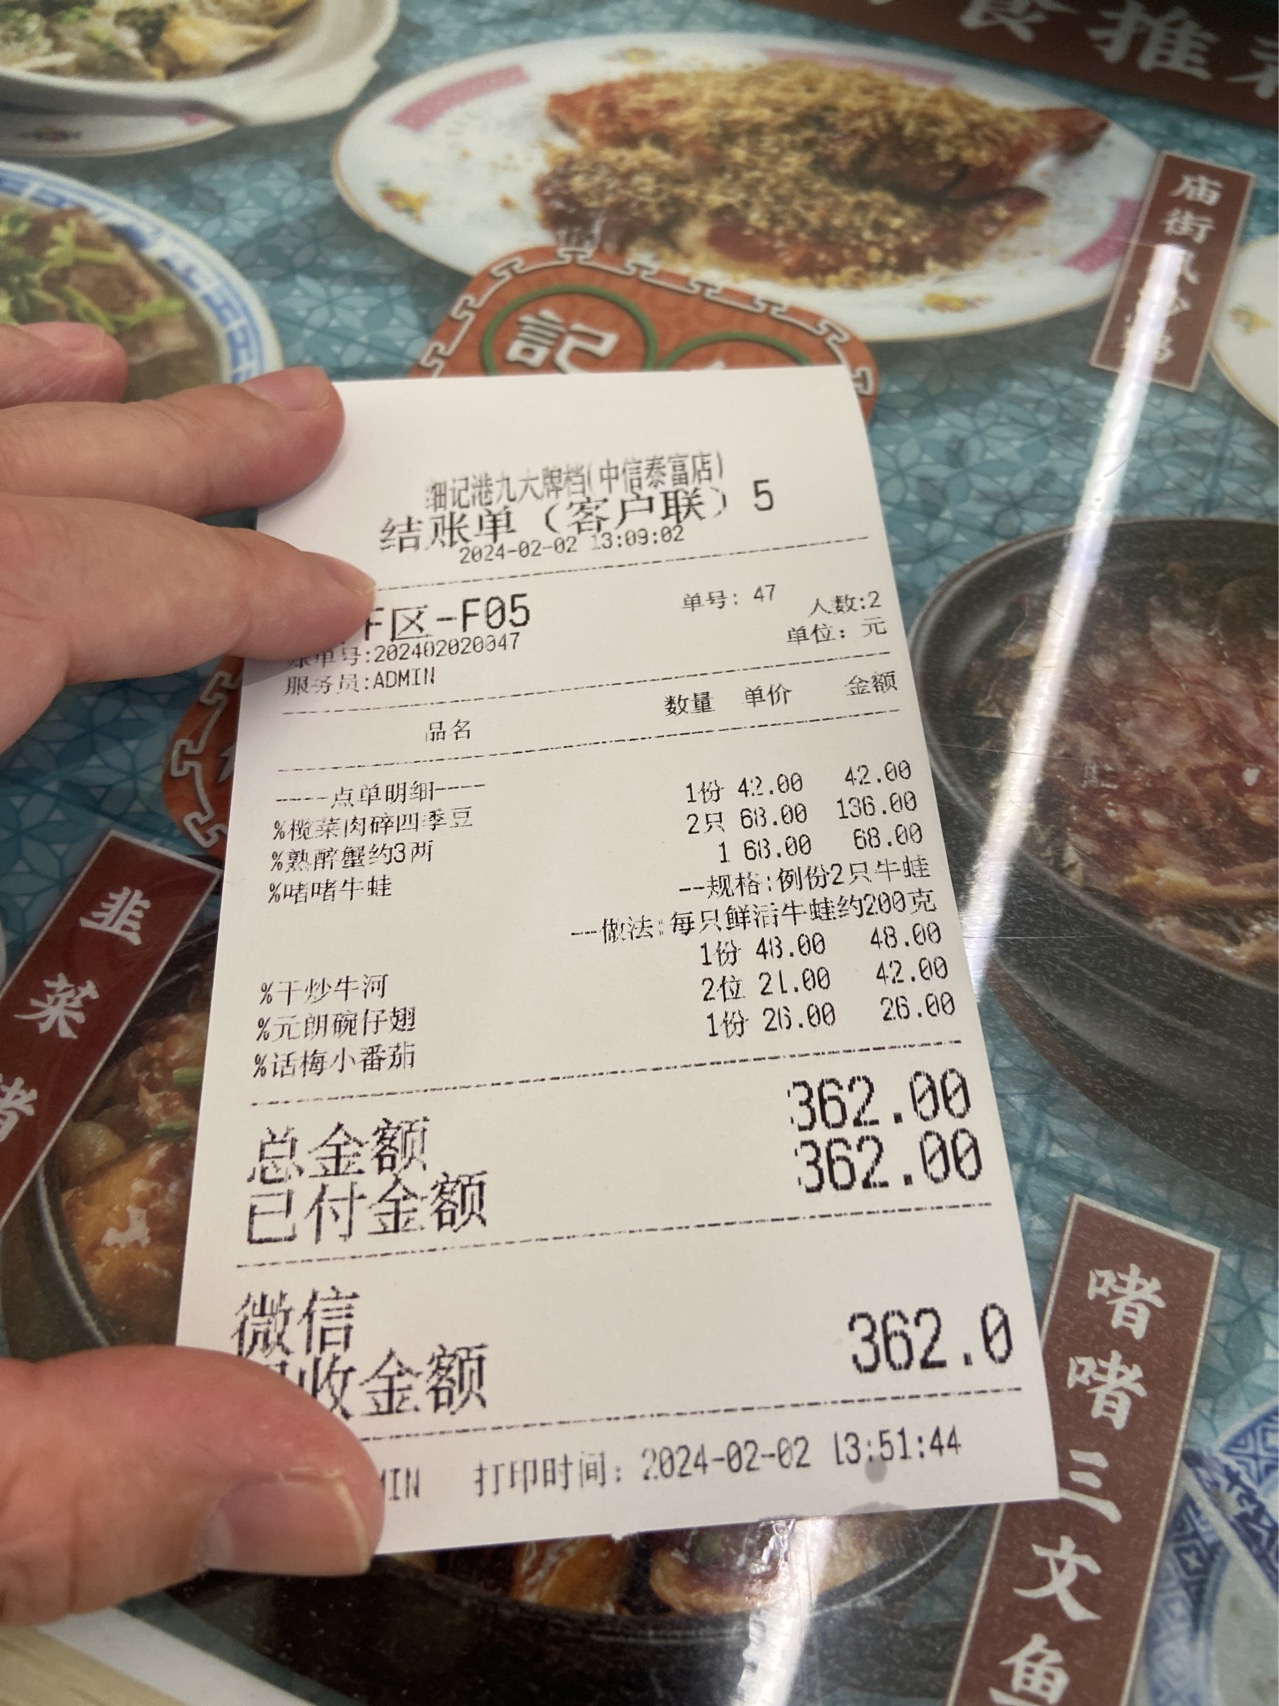 食推
庙街风沙鸡
記
细记港九大牌档(中信泰富店)
结账单（客户联）5
2024-02-02 13:09:02
F区-F05
单号: 47
人数:2
账单号:202402020047
单位: 元
服务员:ADMIN
品名 数量 单价 金额
-----点单明细-----
%榄菜肉碎四季豆 1份 42.00 42.00
%熟醉蟹约3两 2只 68.00 136.00
%啫啫牛蛙 1 68.00 68.00
--规格:例份2只牛蛙
---做法:每只鲜活牛蛙约200克
%干炒牛河 1份 48.00 48.00
%元朗碗仔翅 2位 21.00 42.00
%话梅小番茄 1份 26.00 26.00
总金额 362.00
已付金额 362.00
微信
收金额 362.0
MIN 打印时间: 2024-02-02 13:51:44
韭菜
啫啫三文鱼